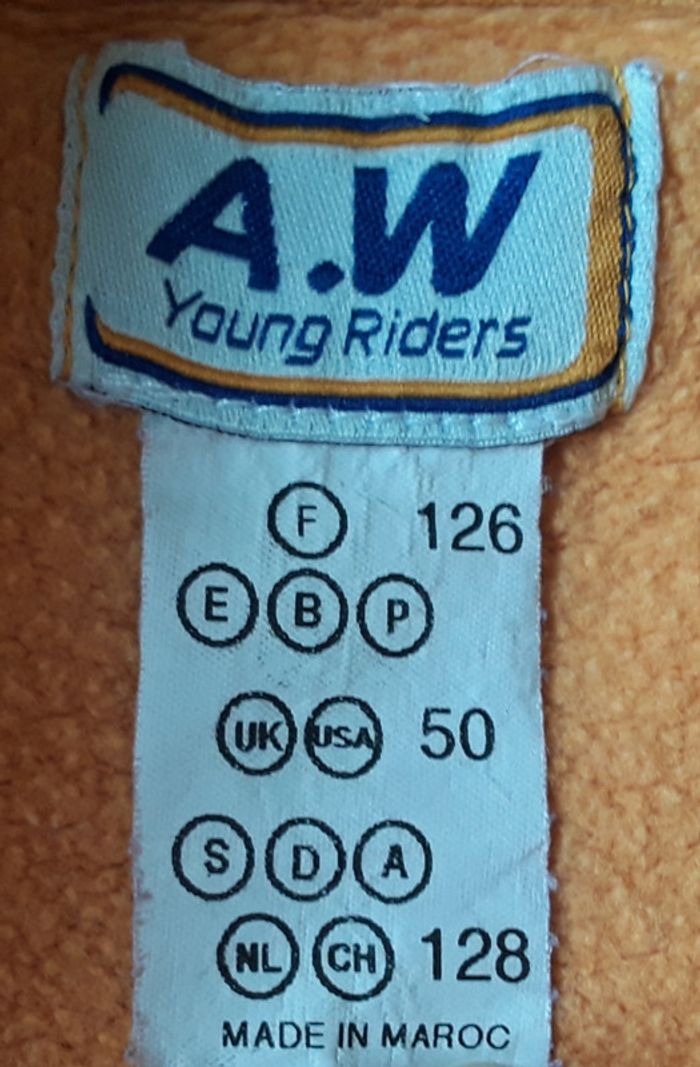 A.W
Young Riders
F 126
E B P
UK USA 50
S D A
NL CH 128
MADE IN MAROC